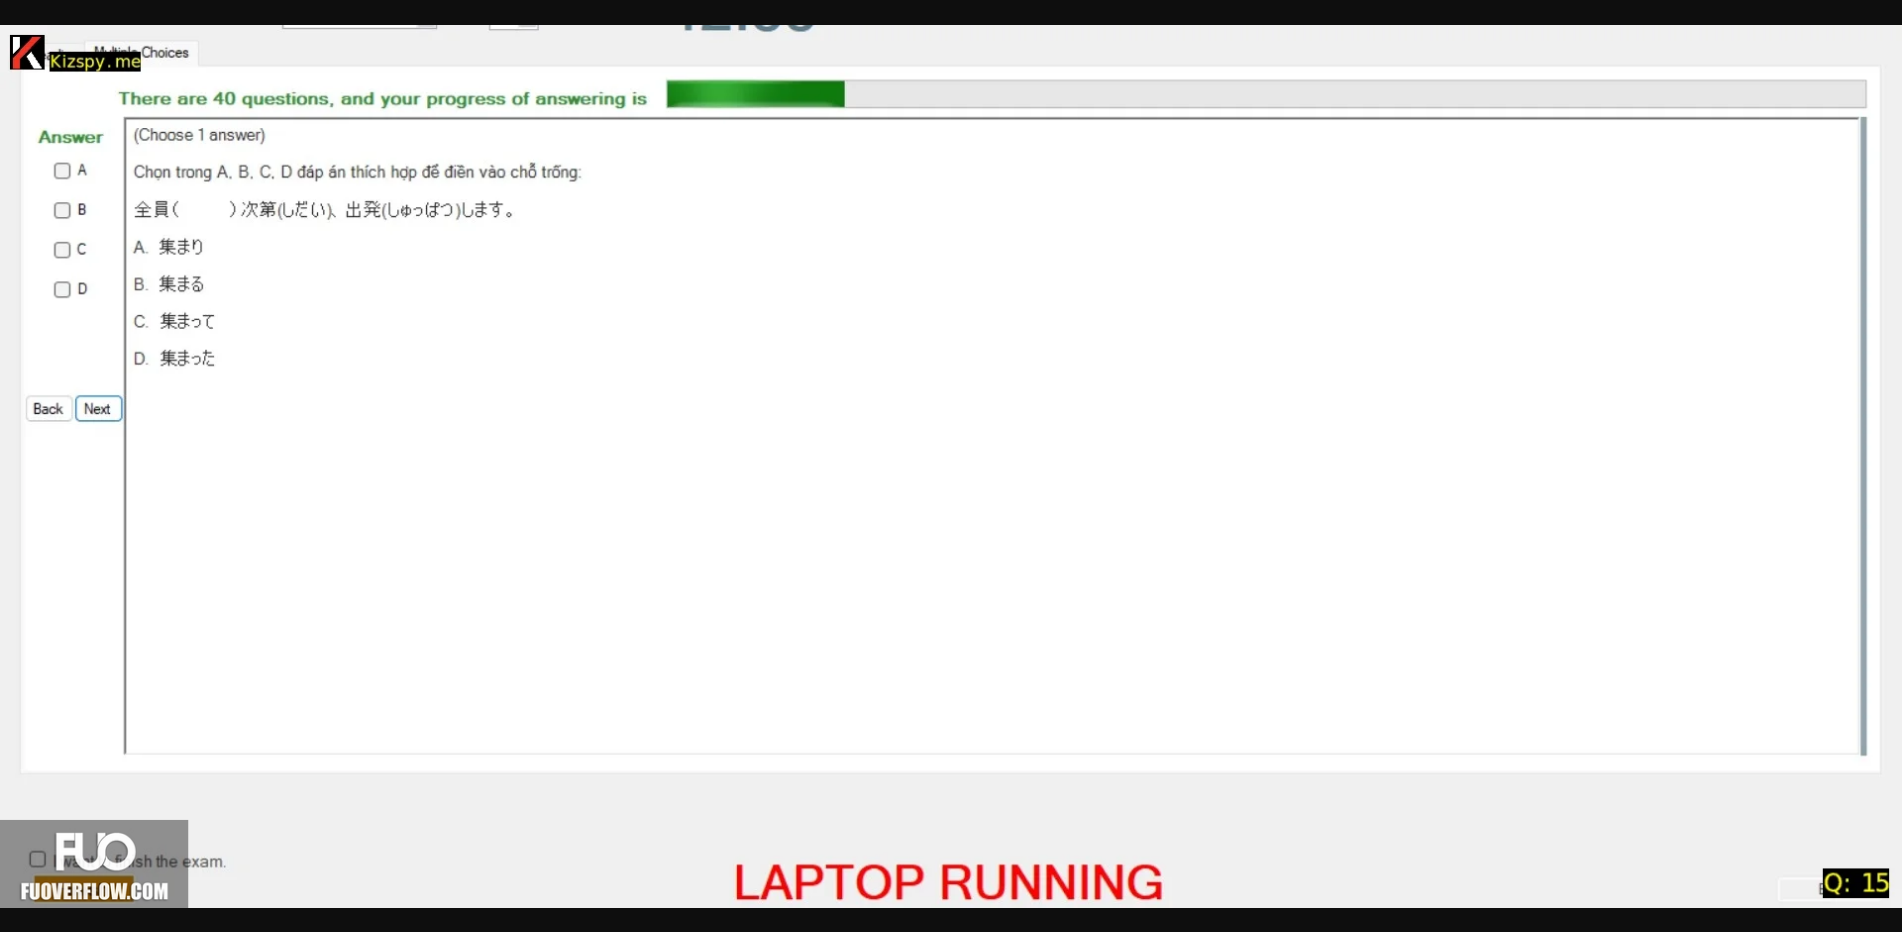 Multiple Choices
Kizspy.me
There are 40 questions, and your progress of answering is
Answer
(Choose 1 answer)
A
Chọn trong A, B, C, D đáp án thích hợp để điền vào chỗ trống:
B
全員( )次第(しだい)、出発(しゅっぱつ)します。
C
A. 集まり
D
B. 集まる
C. 集まって
D. 集まった
Back Next
FUO
finish the exam.
FUOVERFLOW.COM
LAPTOP RUNNING
Q: 15